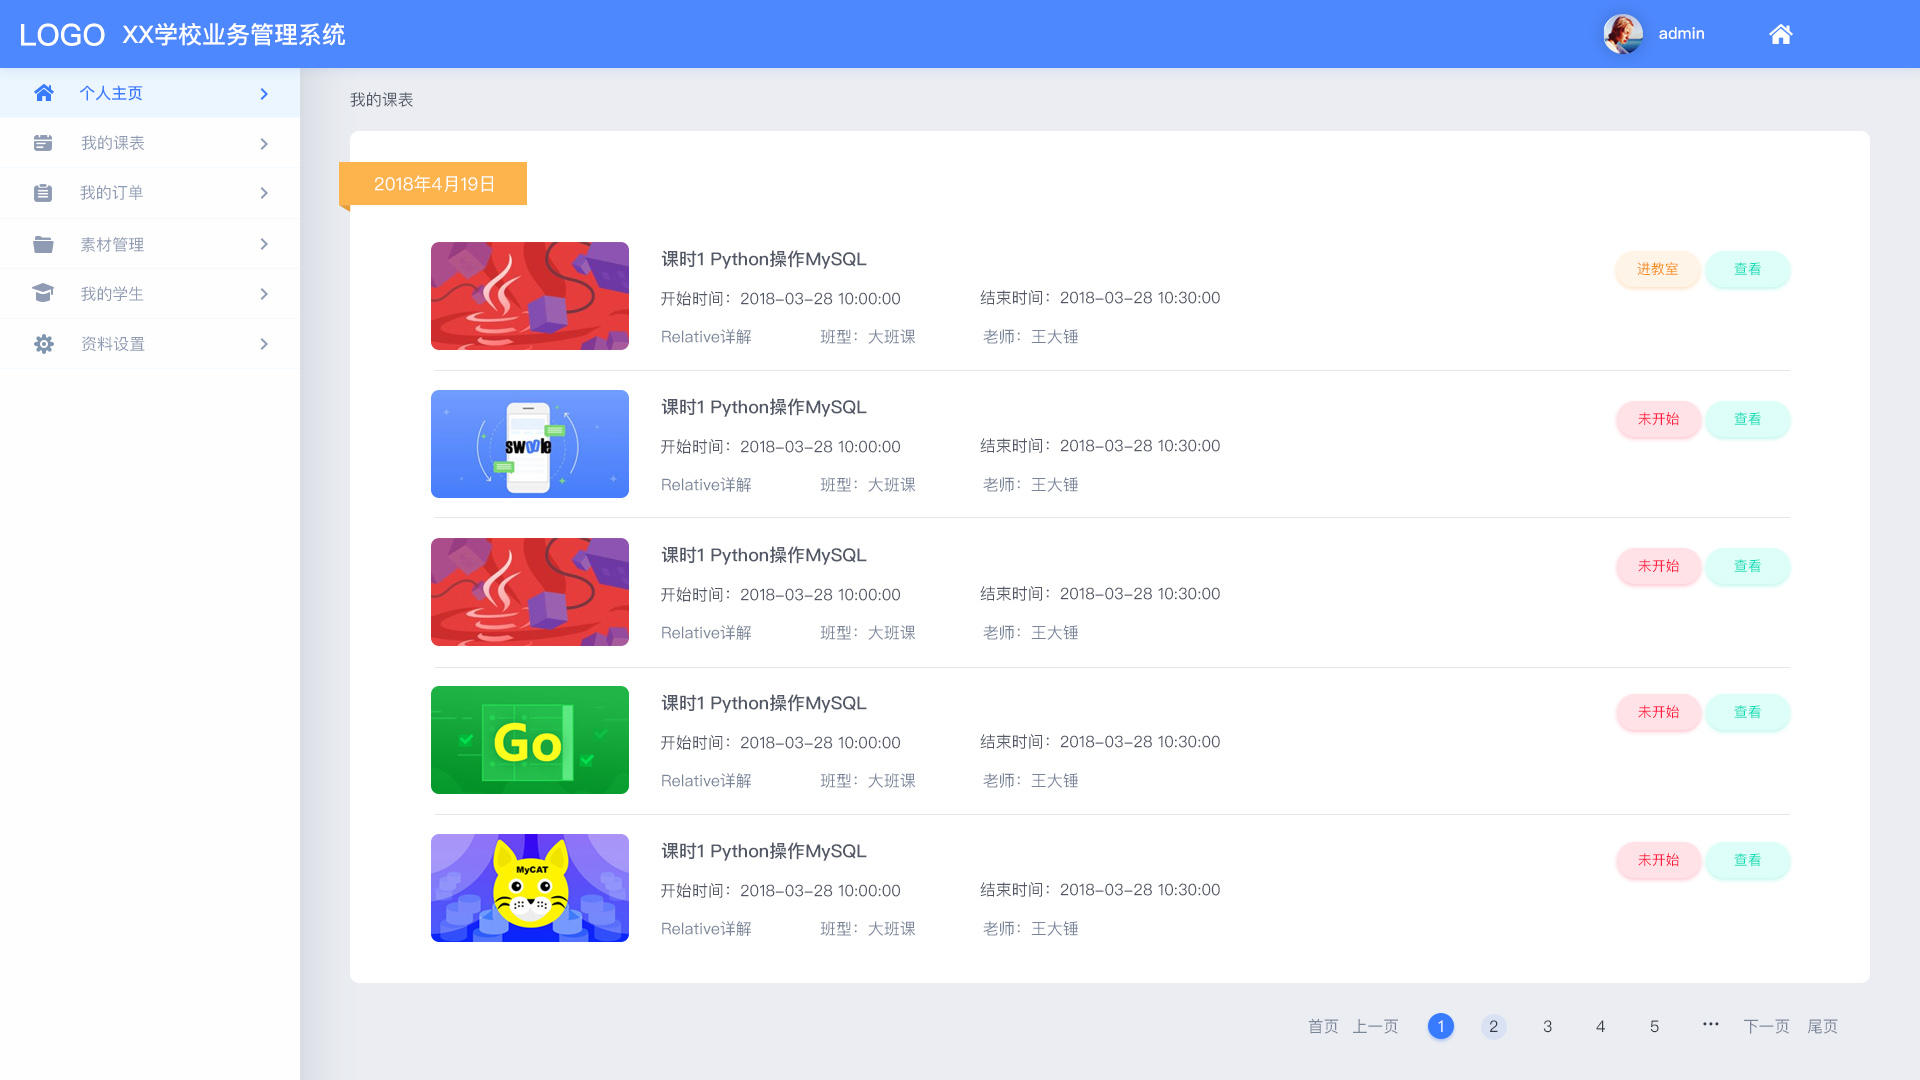 LOGO XX学校业务管理系统
admin
个人主页
我的课表
我的订单
素材管理
我的学生
资料设置
我的课表
2018年4月19日
课时1 Python操作MySQL
进教室 查看
开始时间：2018-03-28 10:00:00 结束时间：2018-03-28 10:30:00
Relative详解 班型：大班课 老师：王大锤
swoole
课时1 Python操作MySQL
未开始 查看
开始时间：2018-03-28 10:00:00 结束时间：2018-03-28 10:30:00
Relative详解 班型：大班课 老师：王大锤
课时1 Python操作MySQL
未开始 查看
开始时间：2018-03-28 10:00:00 结束时间：2018-03-28 10:30:00
Relative详解 班型：大班课 老师：王大锤
Go
课时1 Python操作MySQL
未开始 查看
开始时间：2018-03-28 10:00:00 结束时间：2018-03-28 10:30:00
Relative详解 班型：大班课 老师：王大锤
MyCAT
课时1 Python操作MySQL
未开始 查看
开始时间：2018-03-28 10:00:00 结束时间：2018-03-28 10:30:00
Relative详解 班型：大班课 老师：王大锤
首页 上一页 1 2 3 4 5 ··· 下一页 尾页